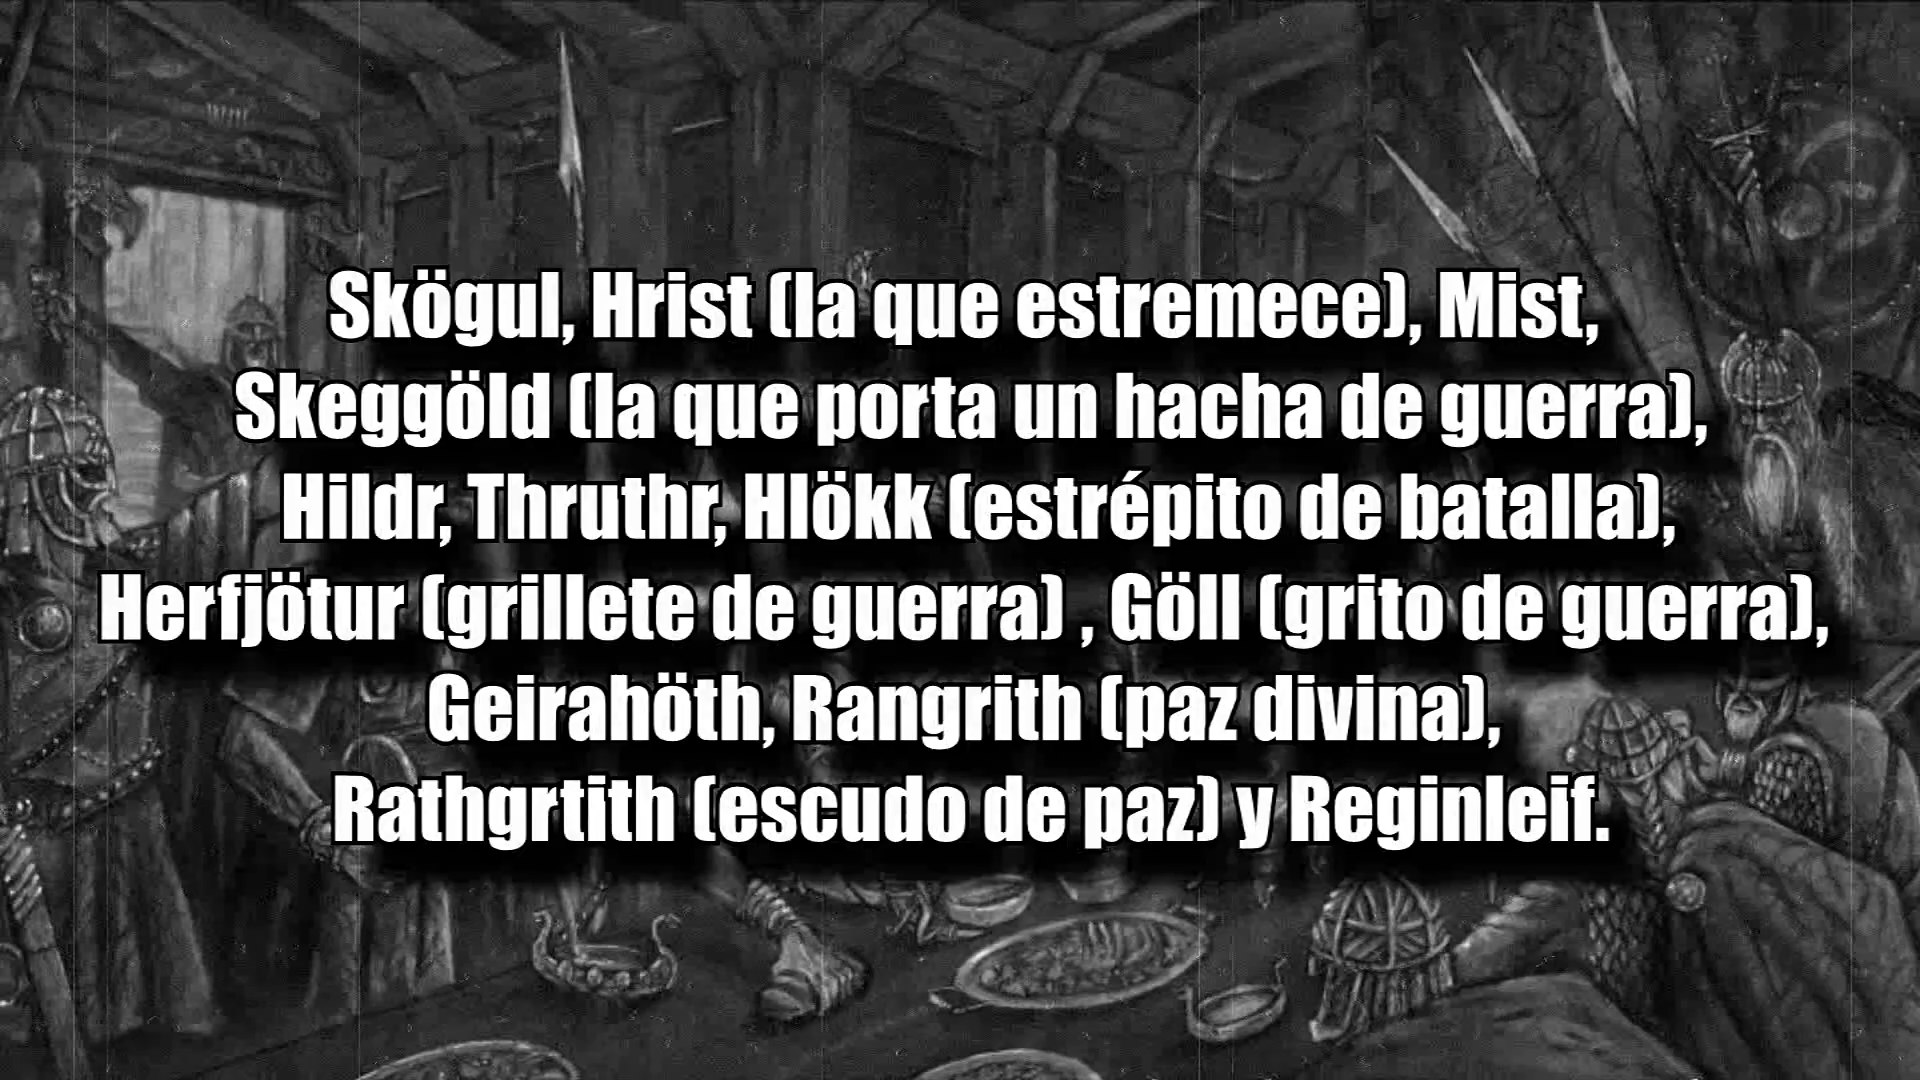 Skögul, Hrist (la que estremece), Mist,
Skeggöld (la que porta un hacha de guerra),
Hildr, Thruthr, Hlökk (estrépito de batalla),
Herfjötur (grillete de guerra) , Göll (grito de guerra),
Geirahöth, Rangrith (paz divina),
Rathgrtith (escudo de paz) y Reginleif.